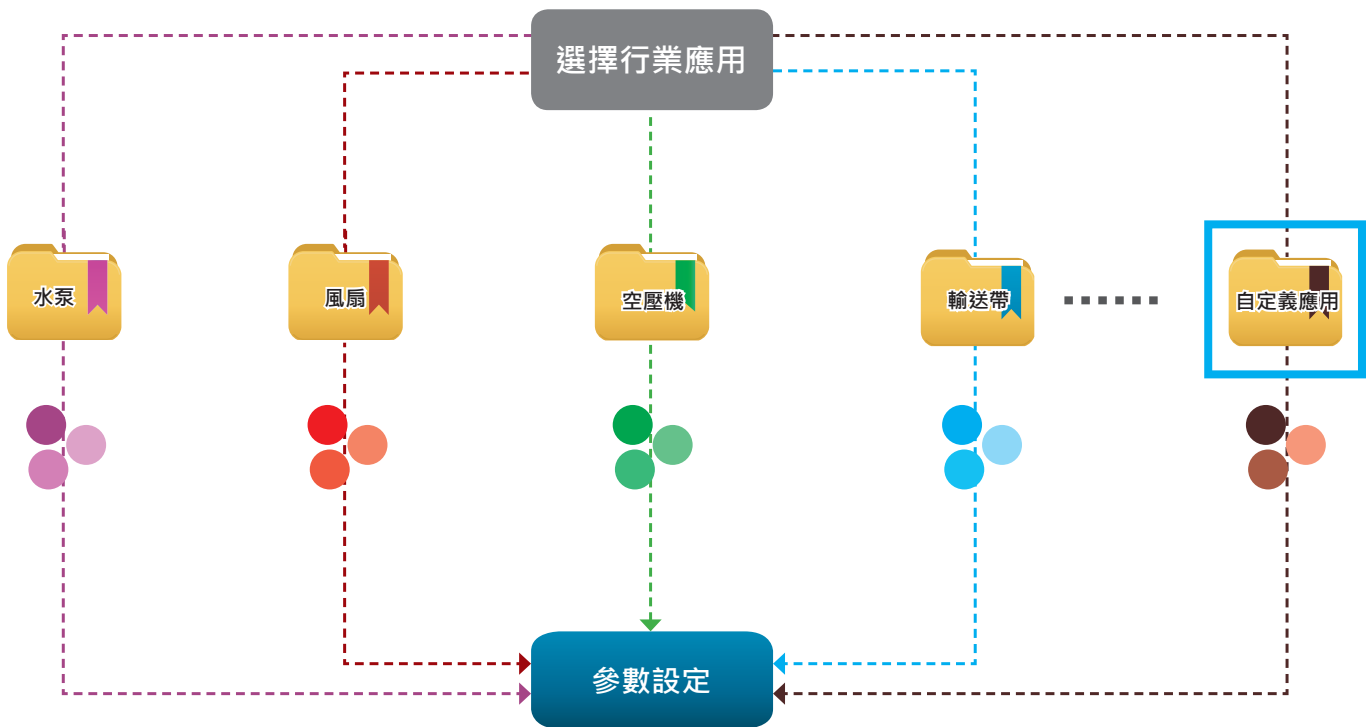 選擇行業應用
水泵
風扇
空壓機
輸送帶
自定義應用
參數設定